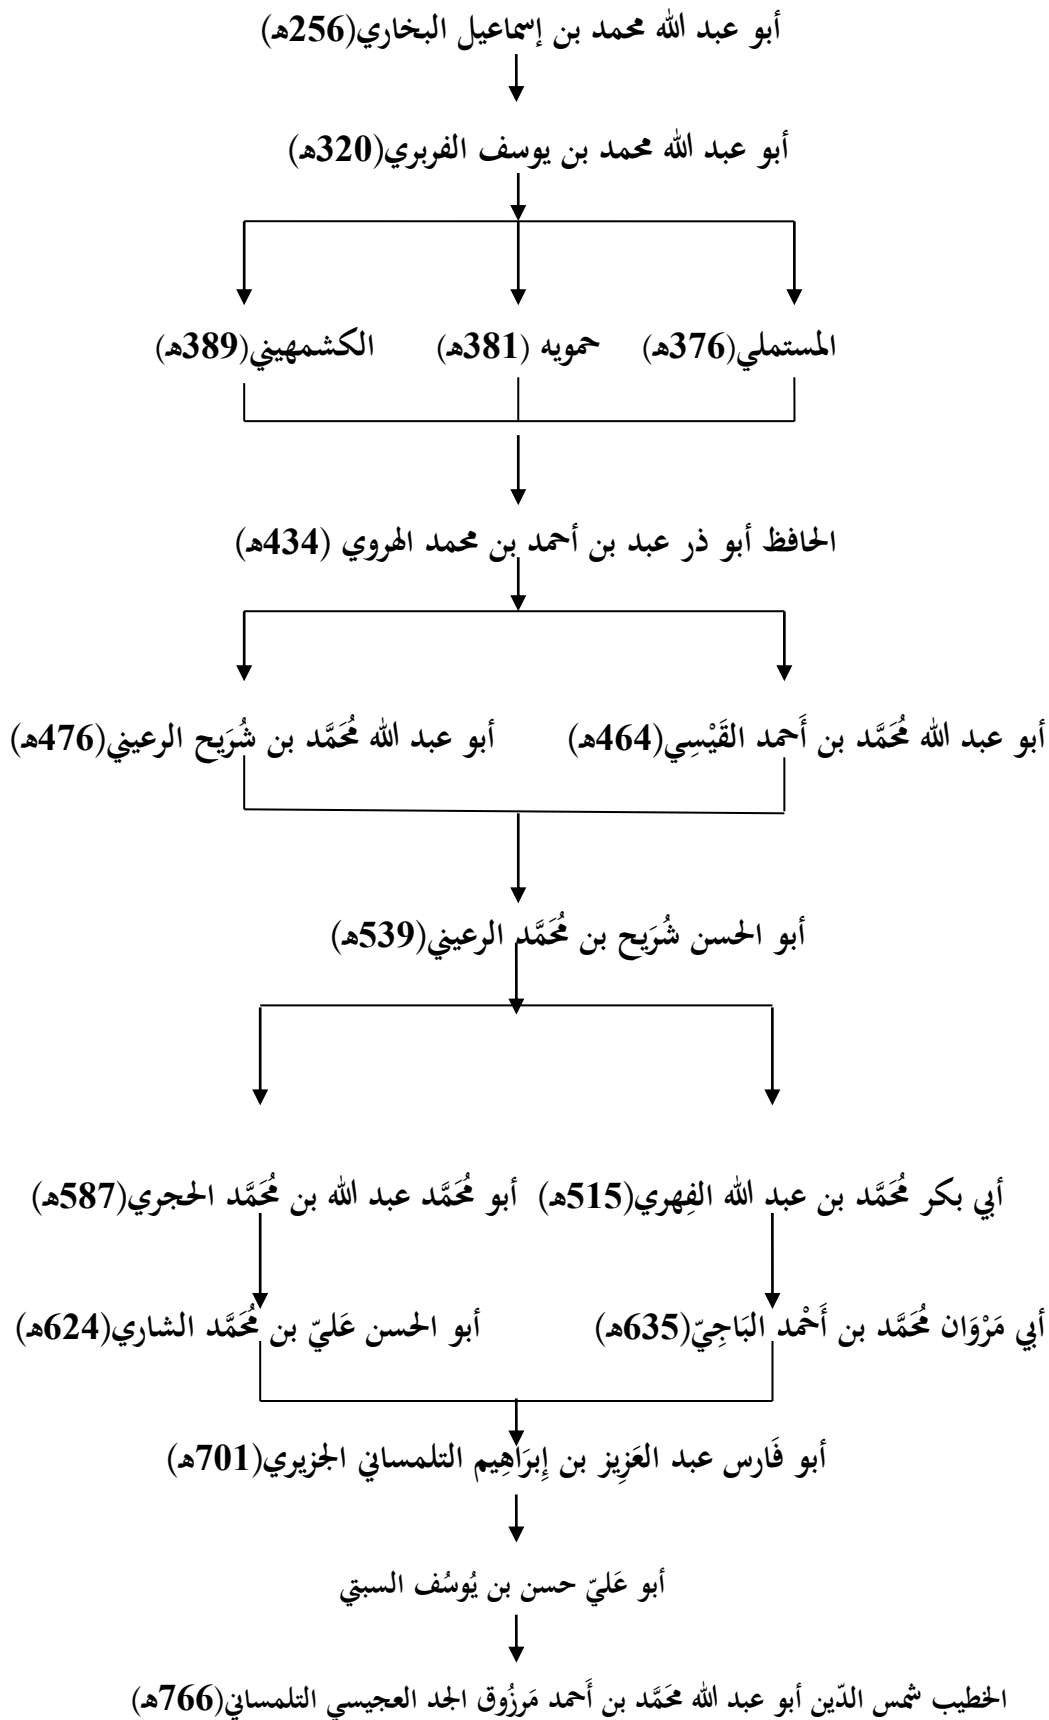 أبو عبد الله محمد بن إسماعيل البخاري(256هـ)
أبو عبد الله محمد بن يوسف الفربري(320هـ)
المستملي(376هـ) حمويه (381هـ) الكشمهيني(389هـ)
الحافظ أبو ذر عبد بن أحمد بن محمد الهروي (434هـ)
أبو عبد الله مُحَمَّد بن أَحمد القَيْسِي(464هـ) أبو عبد الله مُحَمَّد بن شُرَيح الرعيني(476هـ)
أبو الحسن شُرَيح بن مُحَمَّد الرعيني(539هـ)
أبي بكر مُحَمَّد بن عبد الله الفِهري(515هـ) أبو مُحَمَّد عبد الله بن مُحَمَّد الحجري(587هـ)
أبي مَرْوَان مُحَمَّد بن أَحْمد البَاجِيّ(635هـ) أبو الحسن عَليّ بن مُحَمَّد الشاري(624هـ)
أبو فَارس عبد العَزِيز بن إِبرَاهِيم التلمساني الجزيري(701هـ)
أبو عَليّ حسن بن يُوسُف السبتي
الخطيب شمس الدّين أبو عبد الله محَمَّد بن أَحمد مَرزُوق الجد العجيسي التلمساني(766هـ)